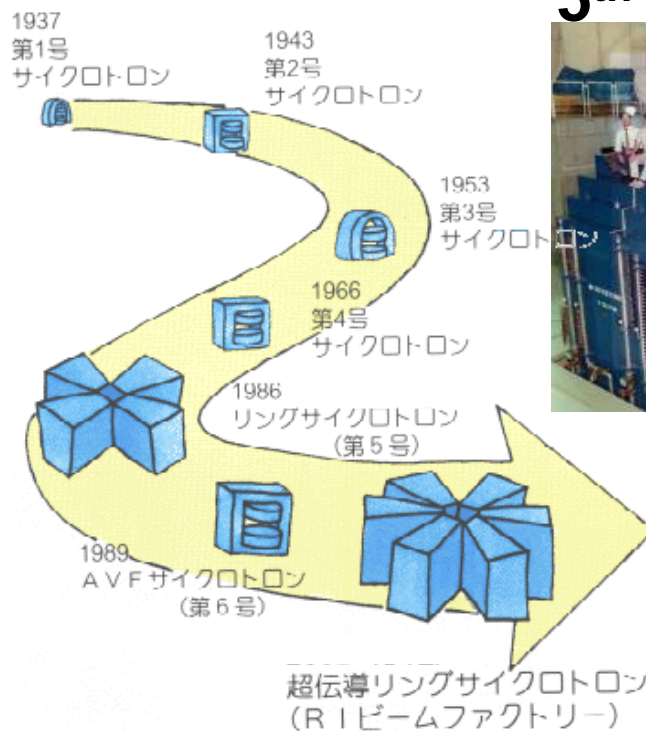 1937
第1号
サイクロトロン
1943
第2号
サイクロトロン
1953
第3号
サイクロトロン
1966
第4号
サイクロトロン
1986
リングサイクロトロン
(第5号)
1989
AVFサイクロトロン
(第6号)
超伝導リングサイクロトロン
(RIビームファクトリー)